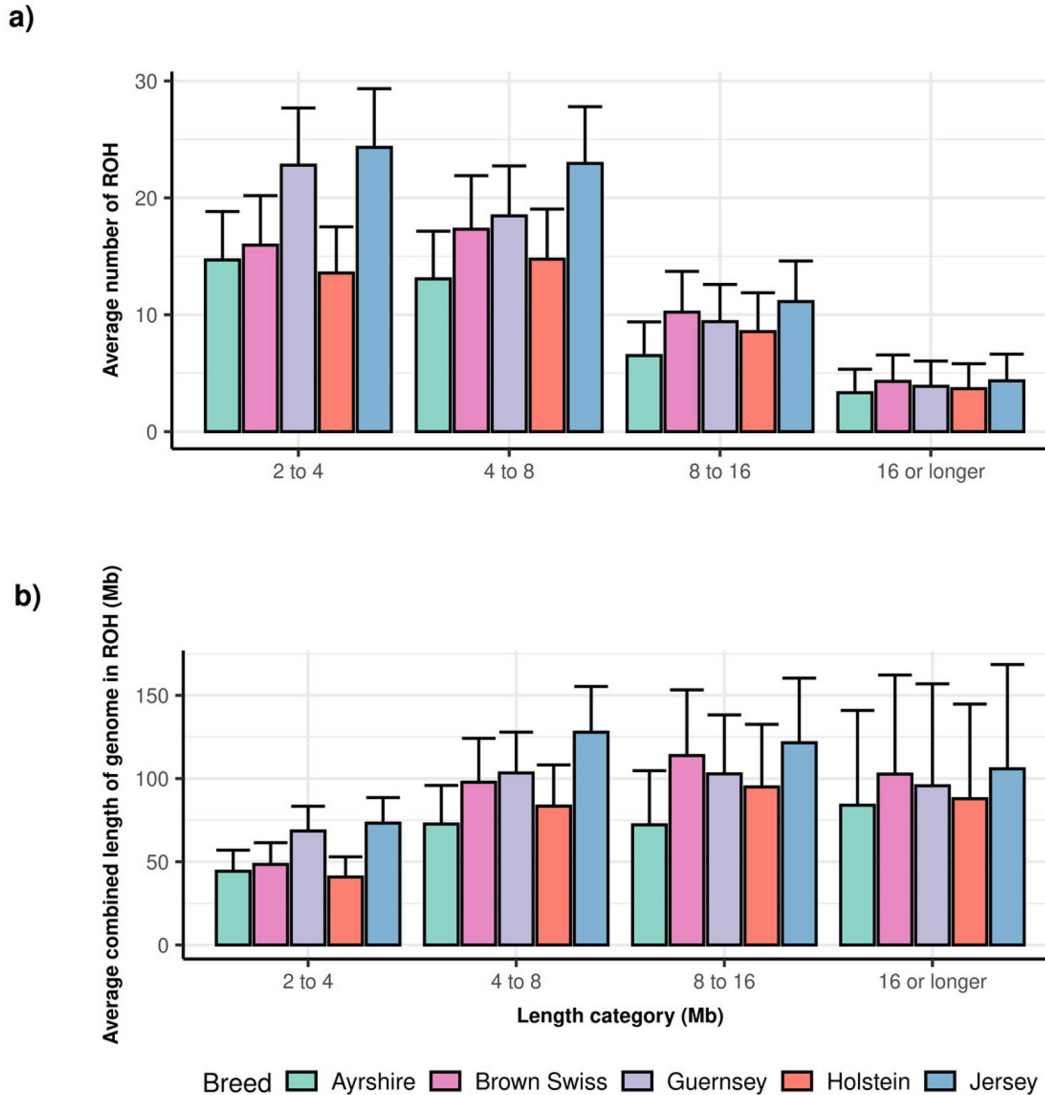 a)
Average number of ROH
30
20
10
0
2 to 4 4 to 8 8 to 16 16 or longer
b)
Average combined length of genome in ROH (Mb)
150
100
50
0
2 to 4 4 to 8 8 to 16 16 or longer
Length category (Mb)
Breed Ayrshire Brown Swiss Guernsey Holstein Jersey